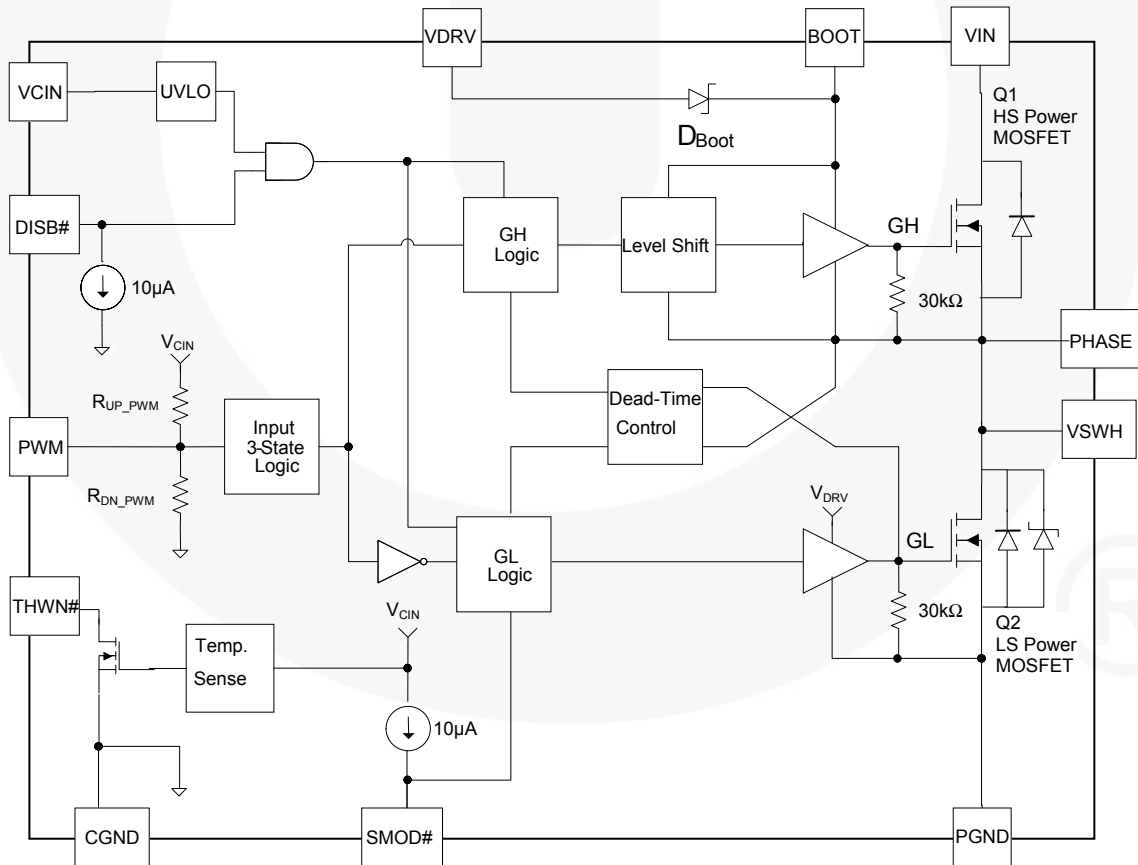 VDRV
BOOT
VIN
VCIN
UVLO
Q1
HS Power
MOSFET
DBoot
DISB#
GH
Logic
Level Shift
GH
10µA
30kΩ
VCIN
PHASE
RUP_PWM
Dead-Time
Control
PWM
Input
3-State
Logic
VSWH
RDN_PWM
VDRV
GL
Logic
GL
THWN#
VCIN
30kΩ
Q2
LS Power
MOSFET
Temp.
Sense
10µA
CGND
SMOD#
PGND
®